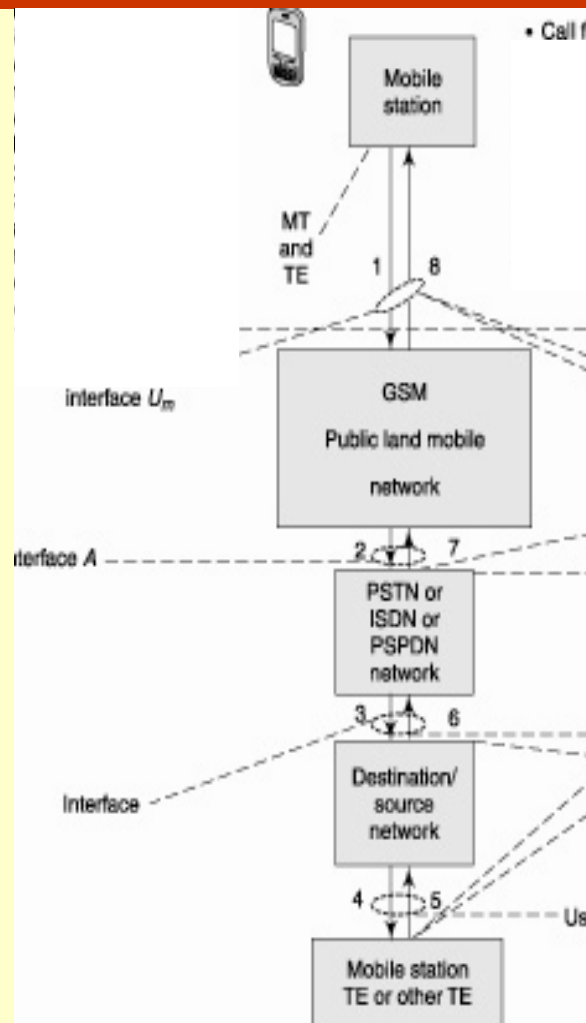 • Call f
Mobile
station
MT
and
TE
1 8
interface Um
GSM
Public land mobile
network
2 7
terface A
PSTN or
ISDN or
PSPDN
network
3 6
Interface
Destination/
source
network
4 5
Us
Mobile station
TE or other TE